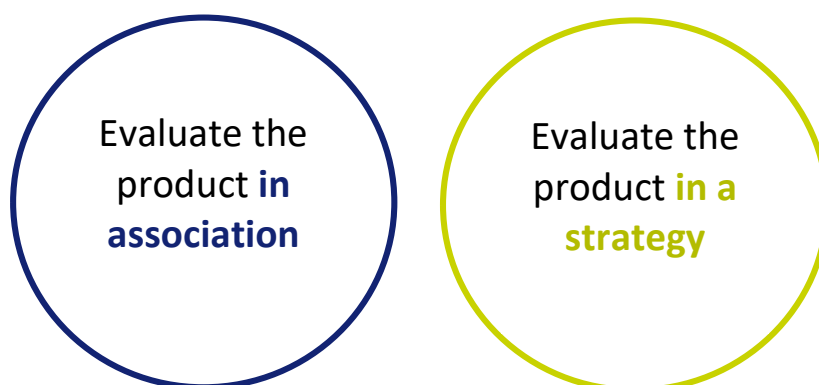 Evaluate the
product in
association
Evaluate the
product in a
strategy